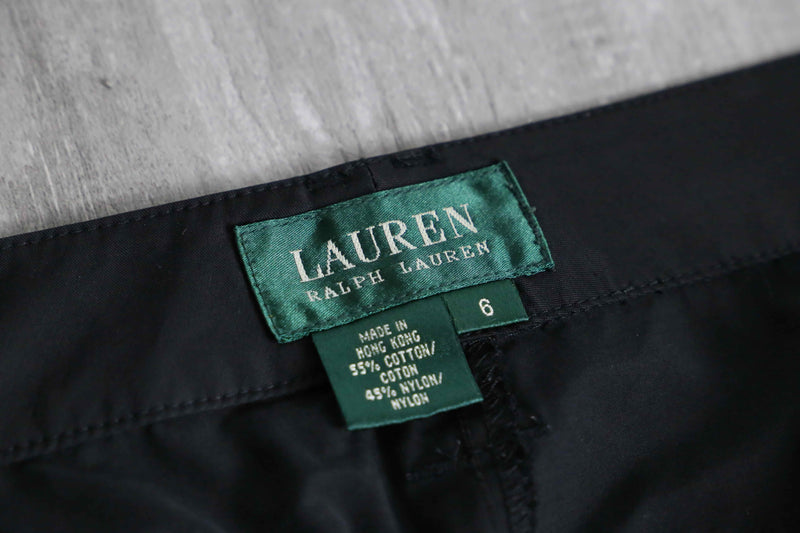 LAUREN
RALPH LAUREN
6
MADE IN
HONG KONG
55% COTTON/
COTON
45% NYLON/
NYLON